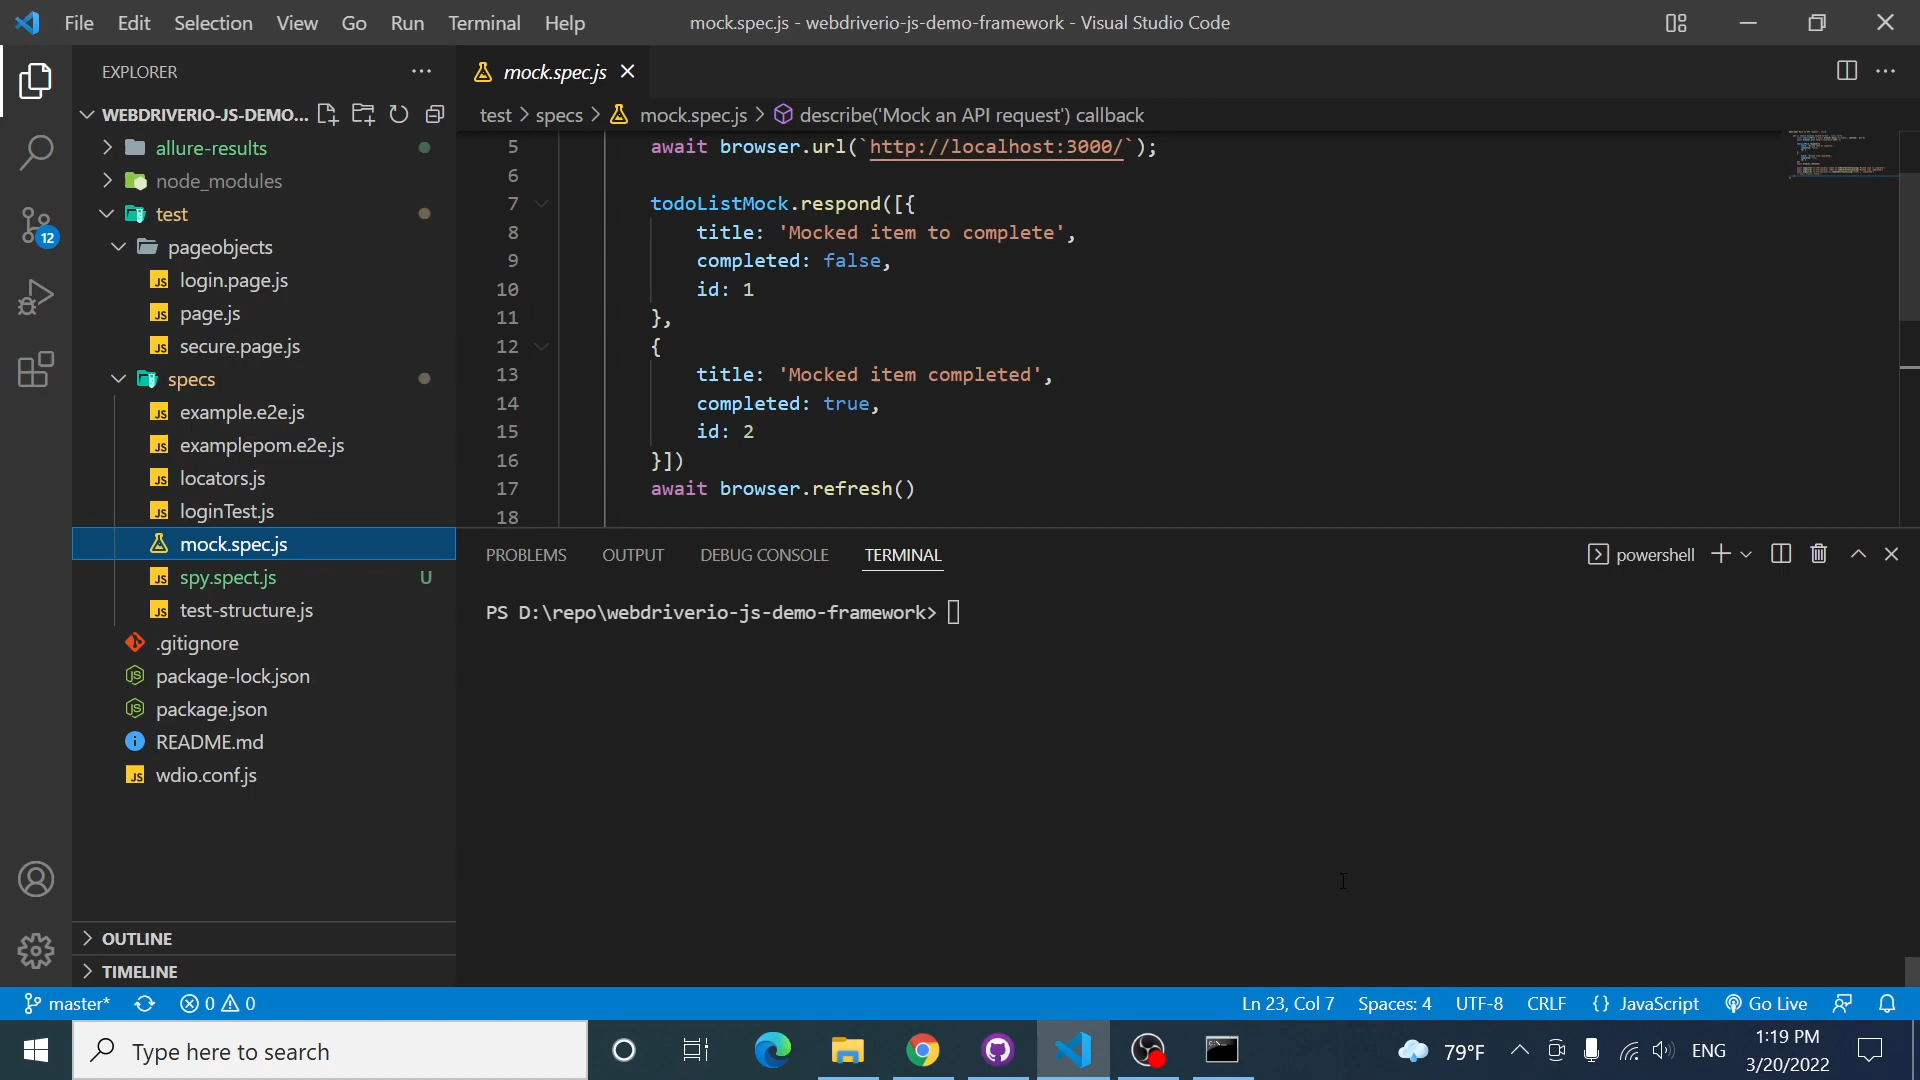 File Edit Selection View Go Run Terminal Help
mock.spec.js - webdriverio-js-demo-framework - Visual Studio Code
EXPLORER
WEBDRIVERIO-JS-DEMO...
allure-results
node_modules
test
pageobjects
login.page.js
page.js
secure.page.js
specs
example.e2e.js
examplepom.e2e.js
locators.js
loginTest.js
mock.spec.js
spy.spect.js U
test-structure.js
.gitignore
package-lock.json
package.json
README.md
wdio.conf.js
OUTLINE
TIMELINE
12
mock.spec.js
test > specs > mock.spec.js > describe('Mock an API request') callback
5 await browser.url(`http://localhost:3000/`);
6
7 todoListMock.respond([{
8 title: 'Mocked item to complete',
9 completed: false,
10 id: 1
11 },
12 {
13 title: 'Mocked item completed',
14 completed: true,
15 id: 2
16 }])
17 await browser.refresh()
18
PROBLEMS OUTPUT DEBUG CONSOLE TERMINAL powershell
PS D:\repo\webdriverio-js-demo-framework>
master* 0 0 Ln 23, Col 7 Spaces: 4 UTF-8 CRLF {} JavaScript Go Live
Type here to search
79°F ENG
1:19 PM
3/20/2022